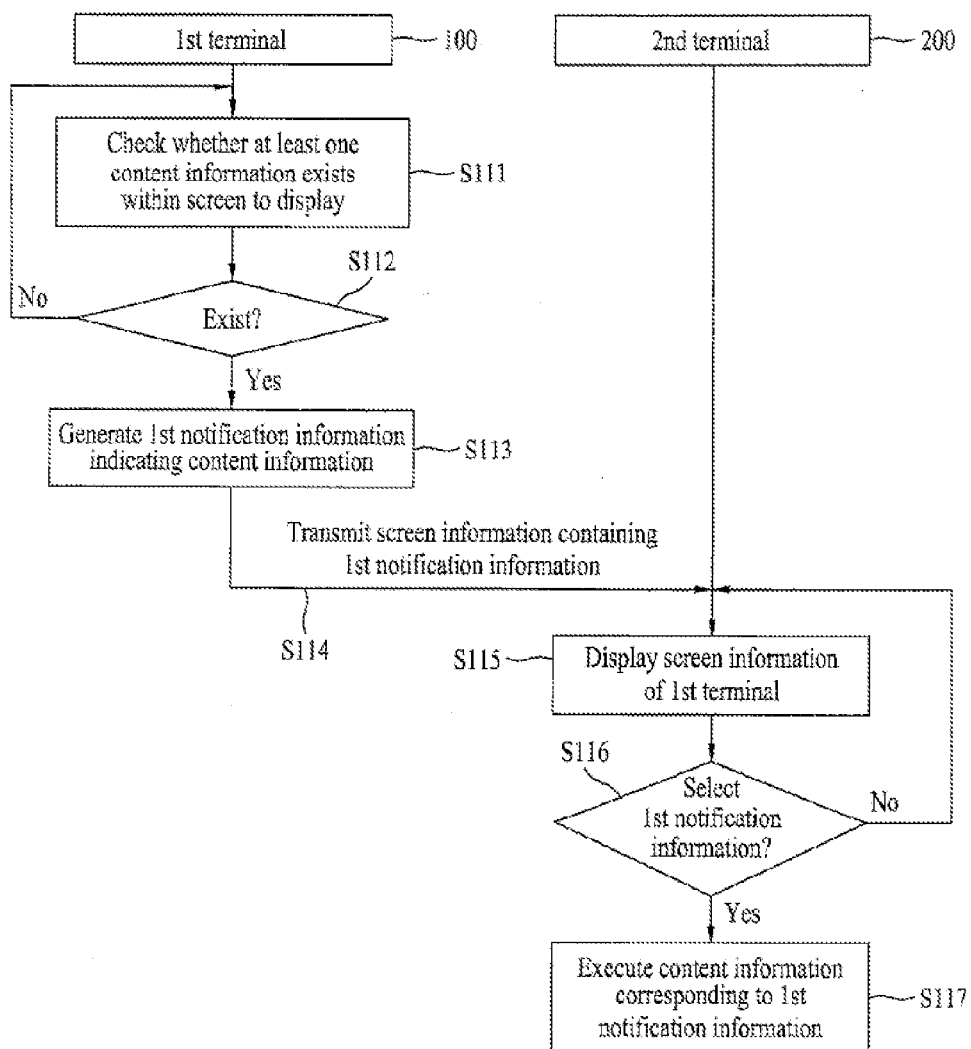 1st terminal
100
2nd terminal
200
Check whether at least one
content information exists
within screen to display
S111
S112
No
Exist?
Yes
Generate 1st notification information
indicating content information
S113
Transmit screen information containing
1st notification information
S114
S115
Display screen information
of 1st terminal
S116
Select
1st notification
information?
No
Yes
Execute content information
corresponding to 1st
notification information
S117